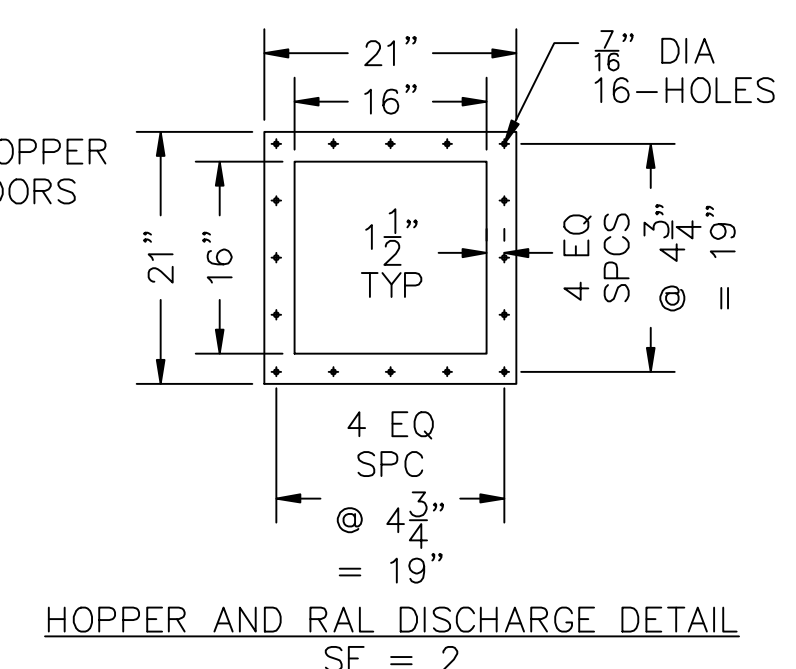 21"
16"
7/16" DIA
16-HOLES
OPPER
OORS
21"
16"
1 1/2"
TYP
4 EQ
SPCS
@ 4 3/4"
= 19"
4 EQ
SPC
@ 4 3/4"
= 19"
HOPPER AND RAL DISCHARGE DETAIL
SF = 2